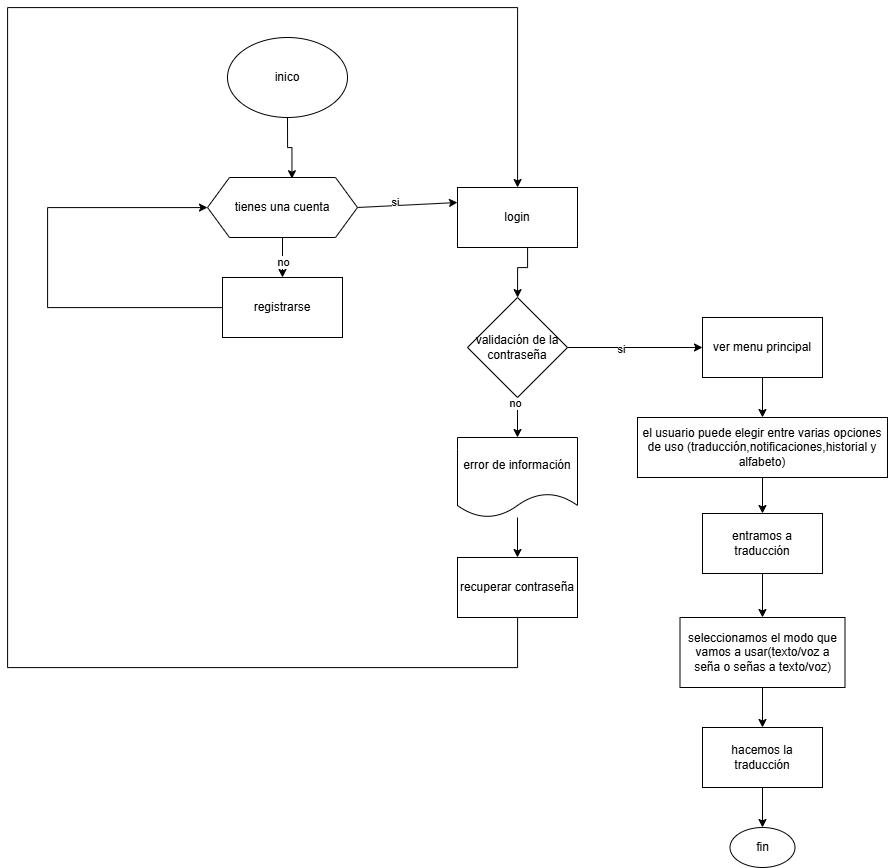 inico
tienes una cuenta
si
login
no
registrarse
validación de la
contraseña
si
ver menu principal
no
el usuario puede elegir entre varias opciones
de uso (traducción,notificaciones,historial y
alfabeto)
error de información
entramos a
traducción
recuperar contraseña
seleccionamos el modo que
vamos a usar(texto/voz a
seña o señas a texto/voz)
hacemos la
traducción
fin